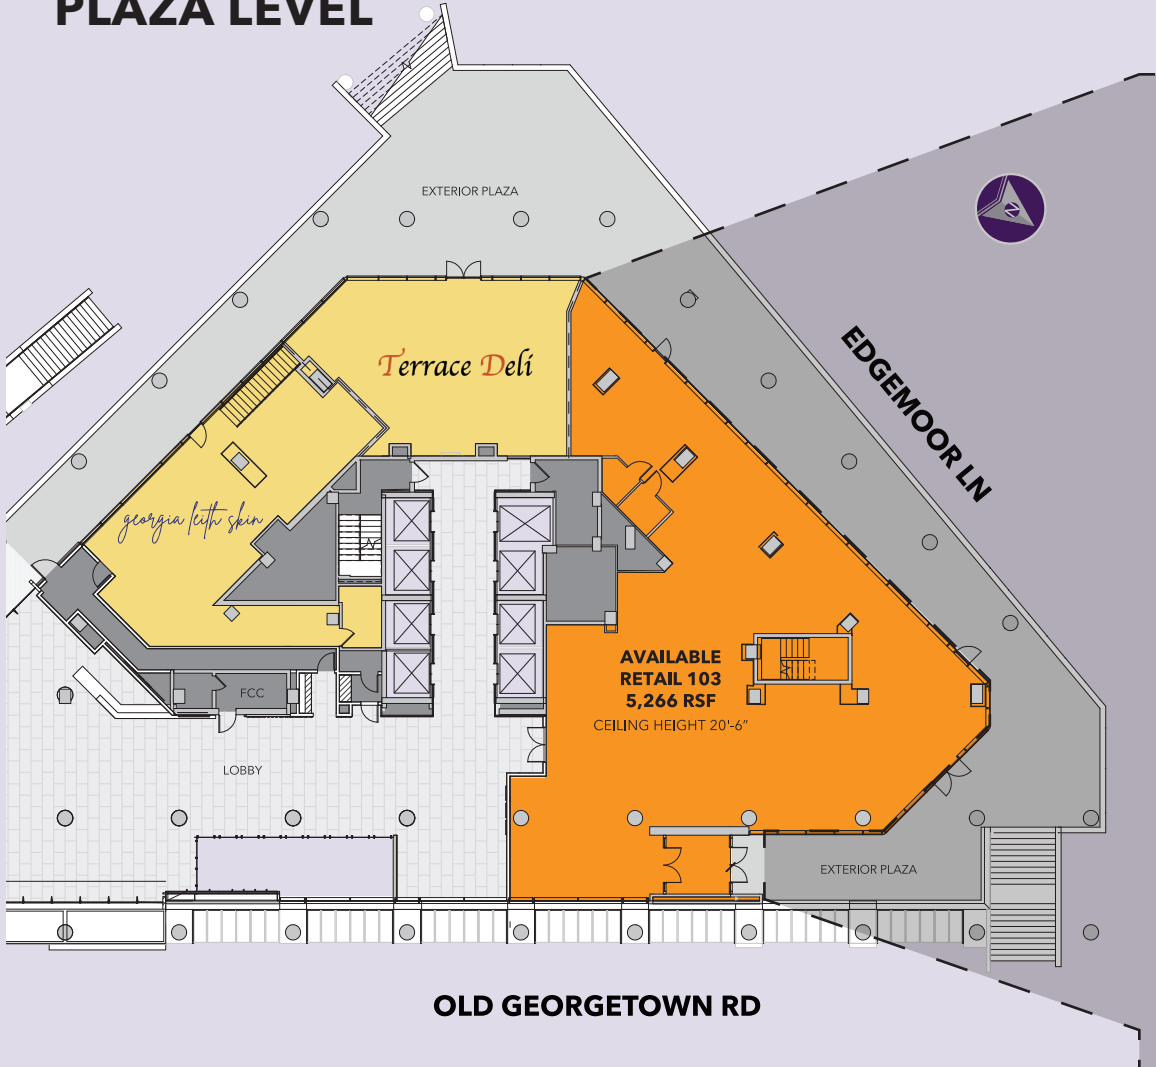 PLAZA LEVEL
EXTERIOR PLAZA
N
EDGEMOOR LN
Terrace Deli
georgia leith skin
AVAILABLE
RETAIL 103
5,266 RSF
CEILING HEIGHT 20'-6"
FCC
LOBBY
EXTERIOR PLAZA
OLD GEORGETOWN RD